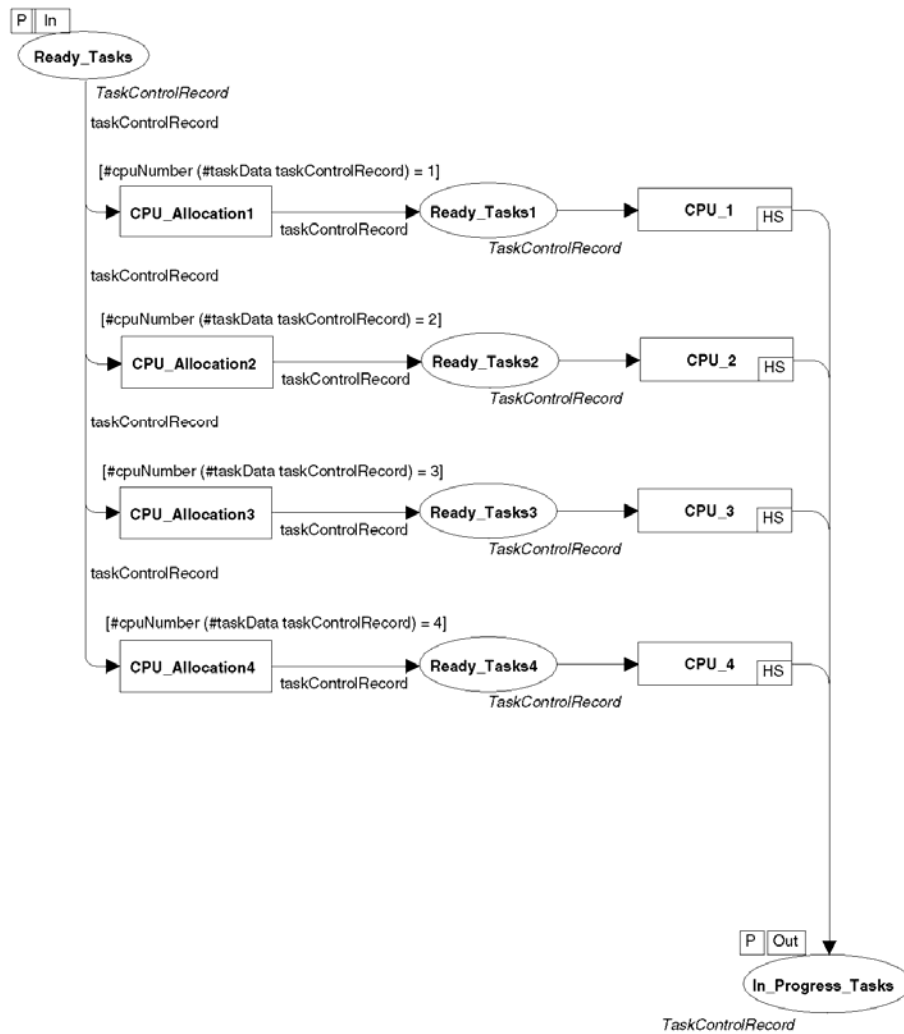 P In
Ready_Tasks
TaskControlRecord
taskControlRecord
[#cpuNumber (#taskData taskControlRecord) = 1]
CPU_Allocation1
taskControlRecord
Ready_Tasks1
TaskControlRecord
CPU_1
HS
taskControlRecord
[#cpuNumber (#taskData taskControlRecord) = 2]
CPU_Allocation2
taskControlRecord
Ready_Tasks2
TaskControlRecord
CPU_2
HS
taskControlRecord
[#cpuNumber (#taskData taskControlRecord) = 3]
CPU_Allocation3
taskControlRecord
Ready_Tasks3
TaskControlRecord
CPU_3
HS
taskControlRecord
[#cpuNumber (#taskData taskControlRecord) = 4]
CPU_Allocation4
taskControlRecord
Ready_Tasks4
TaskControlRecord
CPU_4
HS
P Out
In_Progress_Tasks
TaskControlRecord